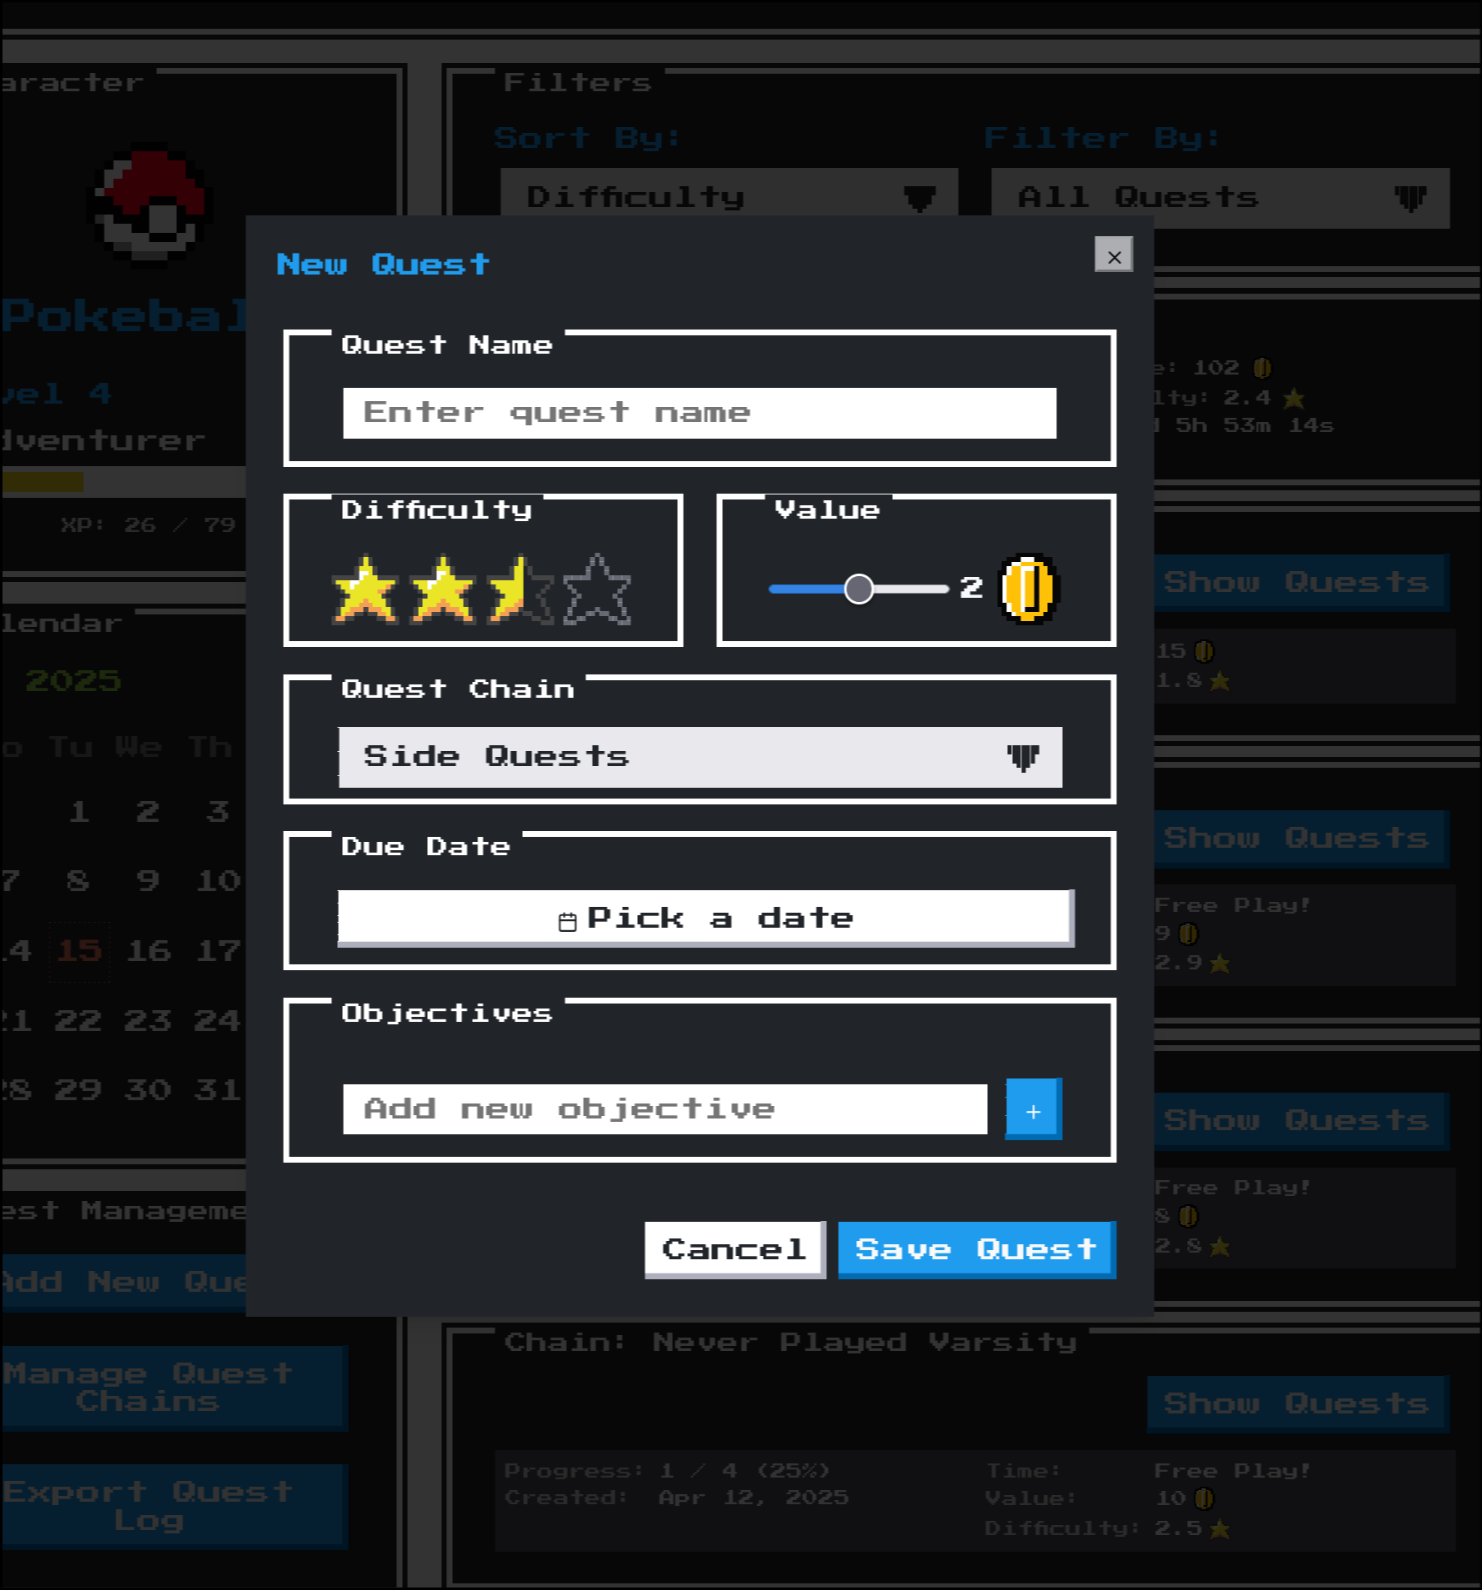 aracter
Pokebal
vel 4
dventurer
XP: 26 / 79
lendar
2025
o Tu We Th
1 2 3
7 8 9 10
14 15 16 17
21 22 23 24
28 29 30 31
est Manageme
Add New Que
Manage Quest
Chains
Export Quest
Log
Filters
Sort By:
Filter By:
Difficulty
All Quests
New Quest
×
Quest Name
Enter quest name
Difficulty
Value
2
Quest Chain
Side Quests
Due Date
Pick a date
Objectives
Add new objective
+
Cancel
Save Quest
e: 102
lty: 2.4
d 5h 53m 14s
Show Quests
15
1.8
Show Quests
Free Play!
9
2.9
Show Quests
Free Play!
8
2.8
Chain: Never Played Varsity
Show Quests
Progress: 1 / 4 (25%)
Created: Apr 12, 2025
Time: Free Play!
Value: 10
Difficulty: 2.5